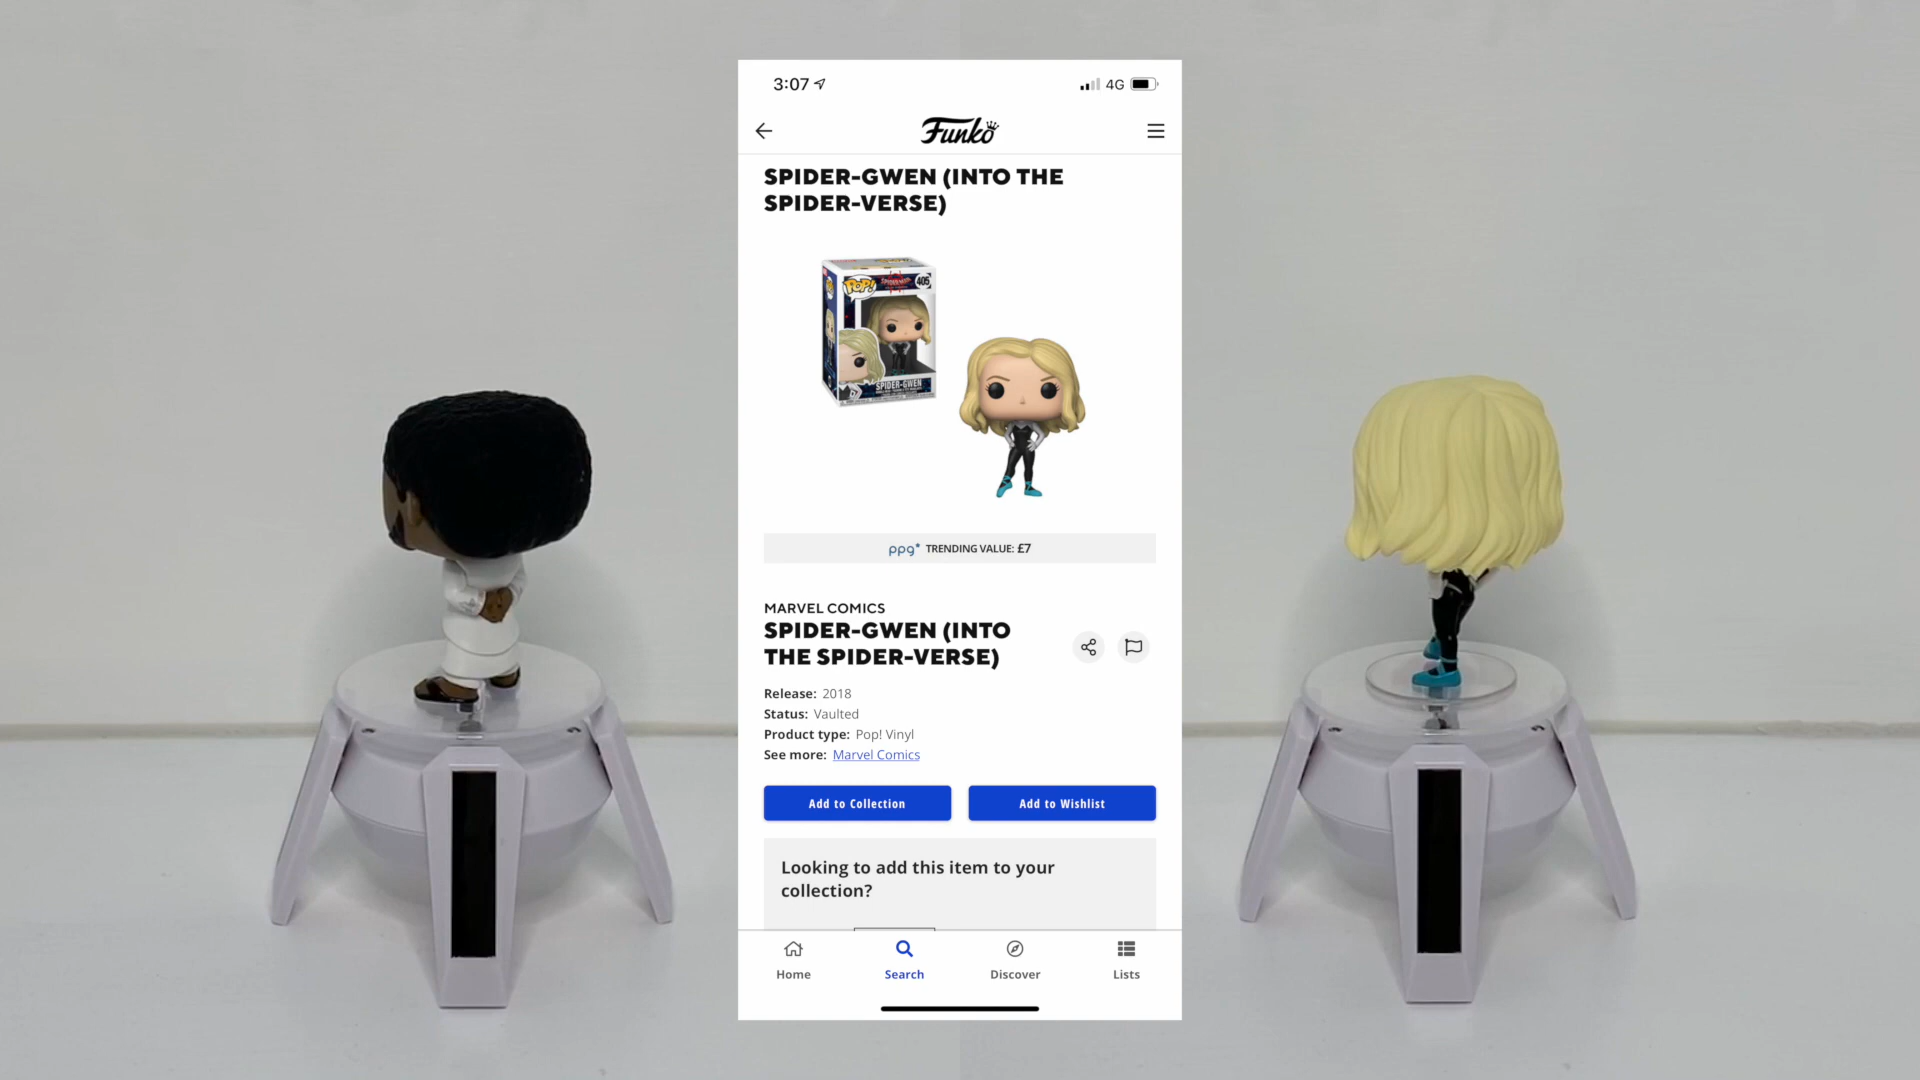 3:07
4G
Funko
SPIDER-GWEN (INTO THE
SPIDER-VERSE)
POP!
405
SPIDER-GWEN
ppg* TRENDING VALUE: £7
MARVEL COMICS
SPIDER-GWEN (INTO
THE SPIDER-VERSE)
Release: 2018
Status: Vaulted
Product type: Pop! Vinyl
See more: Marvel Comics
Add to Collection
Add to Wishlist
Looking to add this item to your
collection?
Home
Search
Discover
Lists